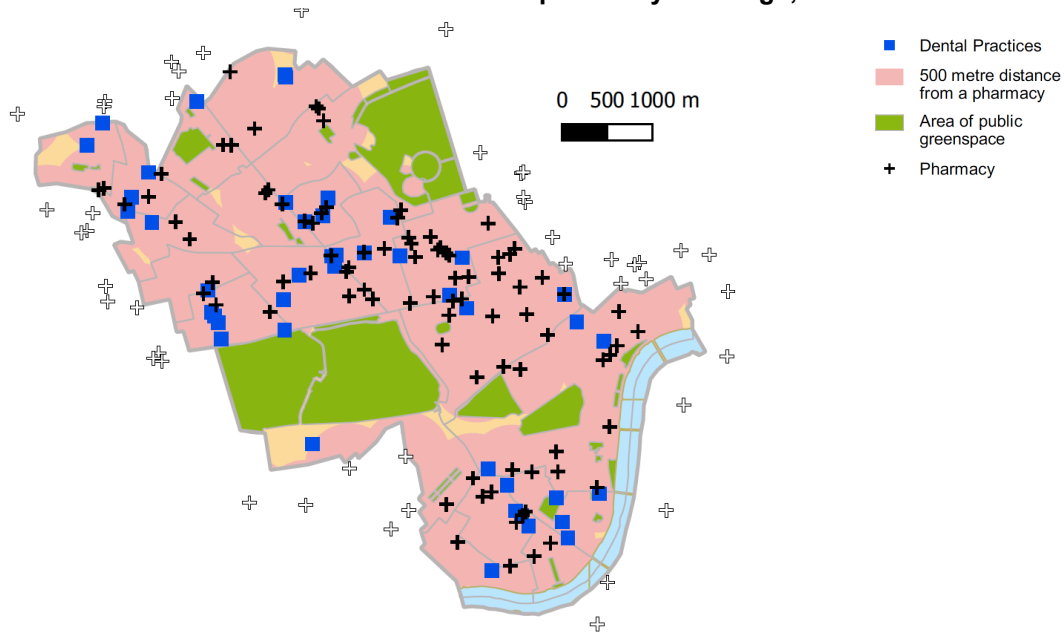 0 500 1000 m
Dental Practices
500 metre distance
from a pharmacy
Area of public
greenspace
Pharmacy